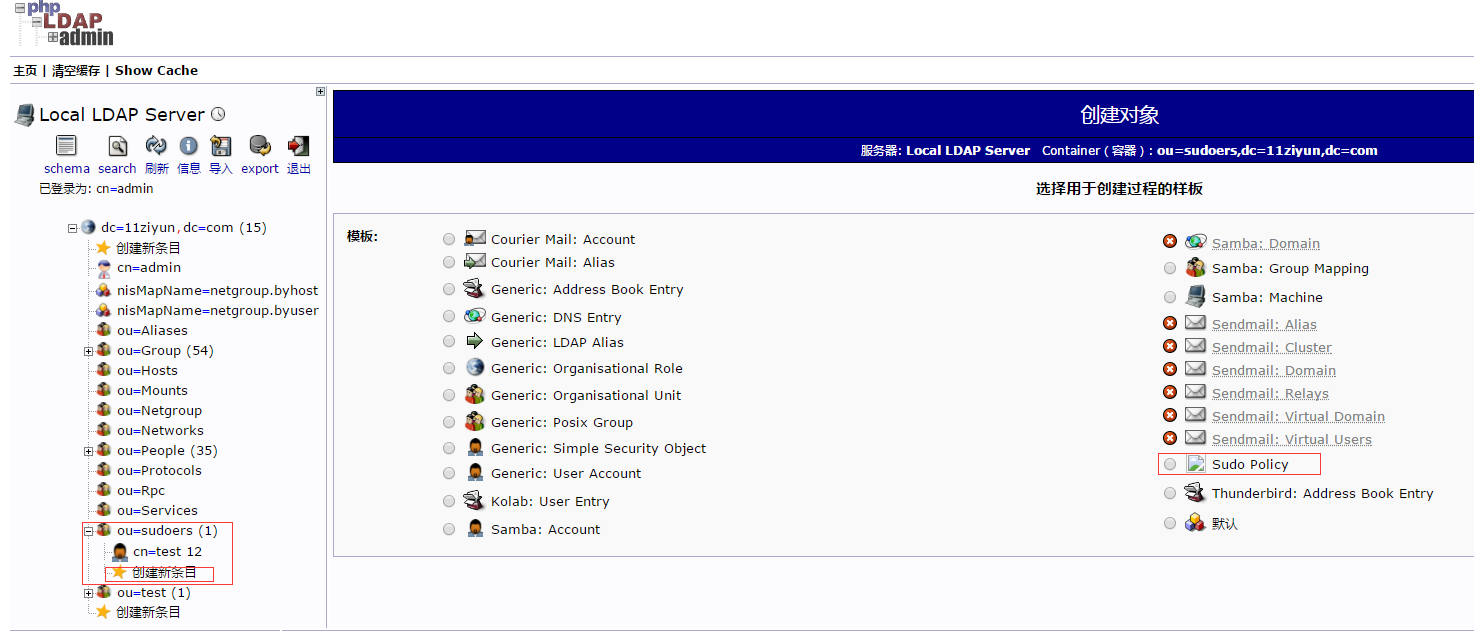 php
LDAP
admin
主页 | 清空缓存 | Show Cache
Local LDAP Server
schema search 刷新 信息 导入 export 退出
已登录为: cn=admin
dc=11ziyun,dc=com (15)
创建新条目
cn=admin
nisMapName=netgroup.byhost
nisMapName=netgroup.byuser
ou=Aliases
ou=Group (54)
ou=Hosts
ou=Mounts
ou=Netgroup
ou=Networks
ou=People (35)
ou=Protocols
ou=Rpc
ou=Services
ou=sudoers (1)
cn=test 12
创建新条目
ou=test (1)
创建新条目
创建对象
服务器: Local LDAP Server Container ( 容器 ) : ou=sudoers,dc=11ziyun,dc=com
选择用于创建过程的样板
模板:
Courier Mail: Account
Courier Mail: Alias
Generic: Address Book Entry
Generic: DNS Entry
Generic: LDAP Alias
Generic: Organisational Role
Generic: Organisational Unit
Generic: Posix Group
Generic: Simple Security Object
Generic: User Account
Kolab: User Entry
Samba: Account
Samba: Domain
Samba: Group Mapping
Samba: Machine
Sendmail: Alias
Sendmail: Cluster
Sendmail: Domain
Sendmail: Relays
Sendmail: Virtual Domain
Sendmail: Virtual Users
Sudo Policy
Thunderbird: Address Book Entry
默认